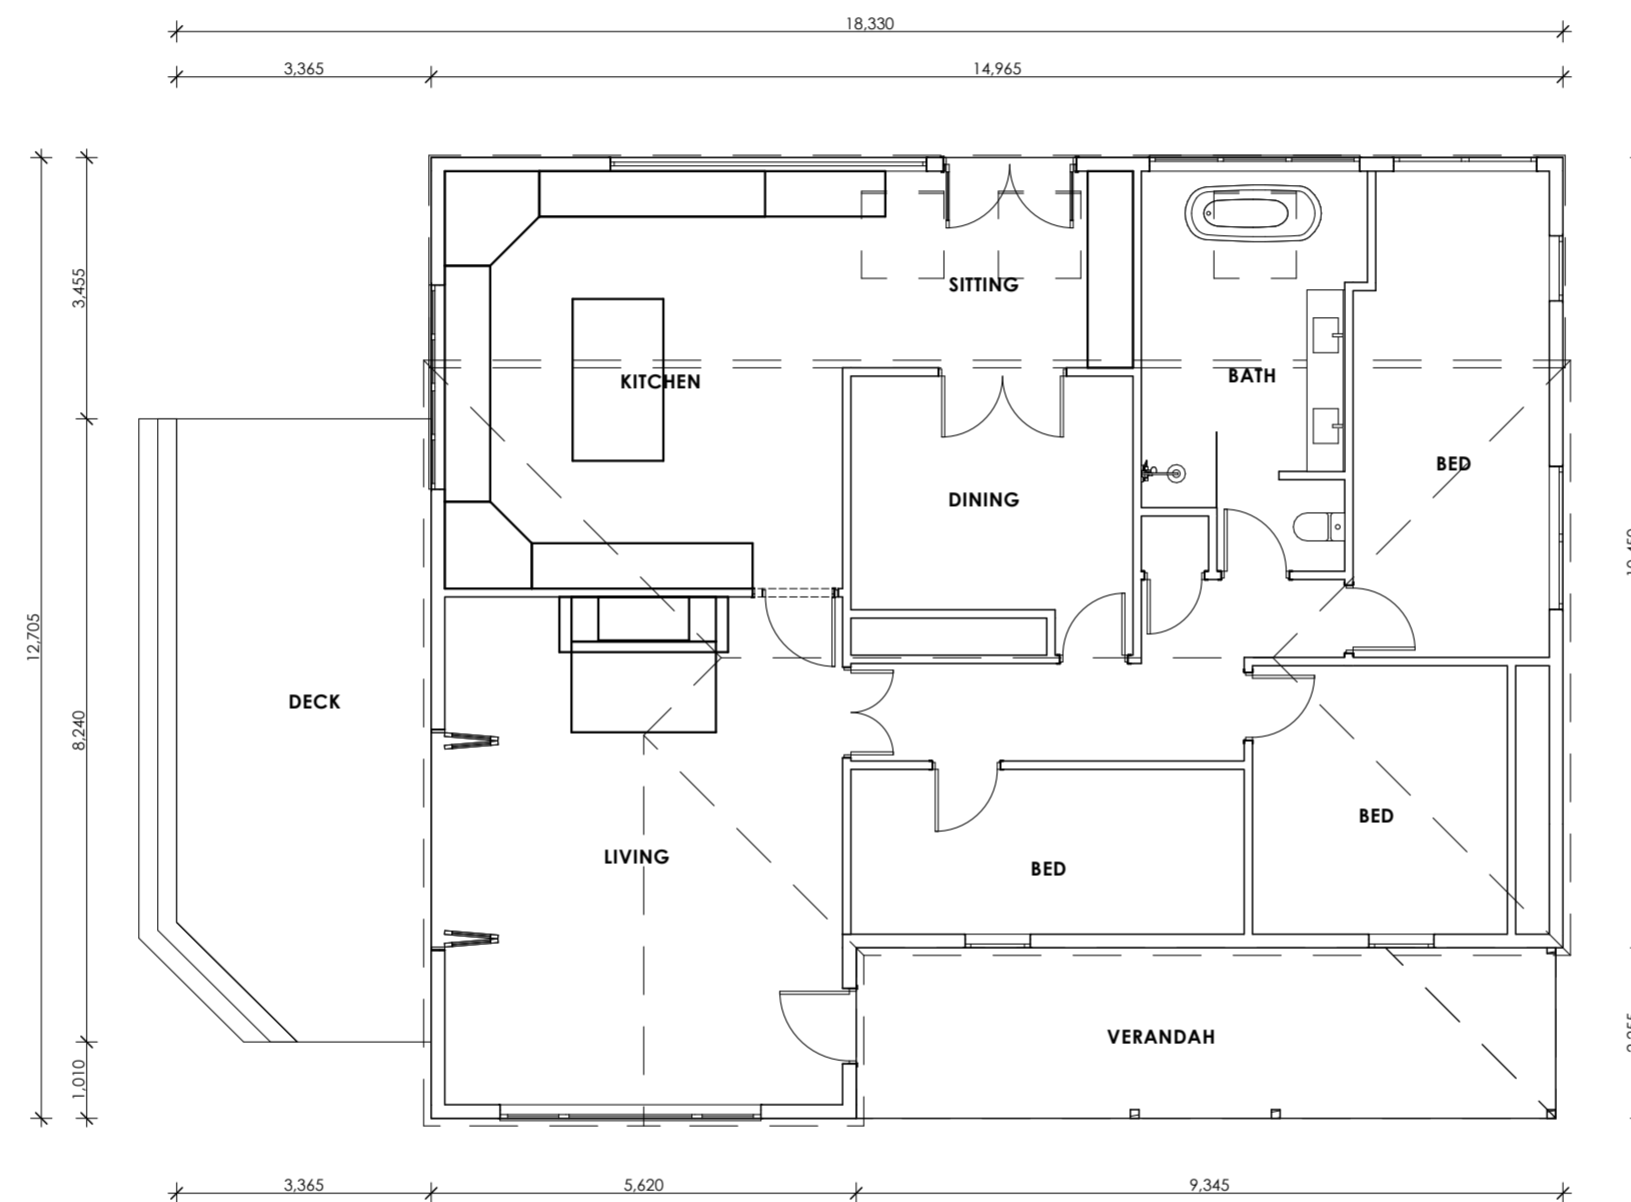 18,330
3,365
14,965
3,455
SITTING
KITCHEN
BATH
BED
DINING
12,705
DECK
8,240
BED
LIVING
BED
VERANDAH
1,010
3,365
5,620
9,345